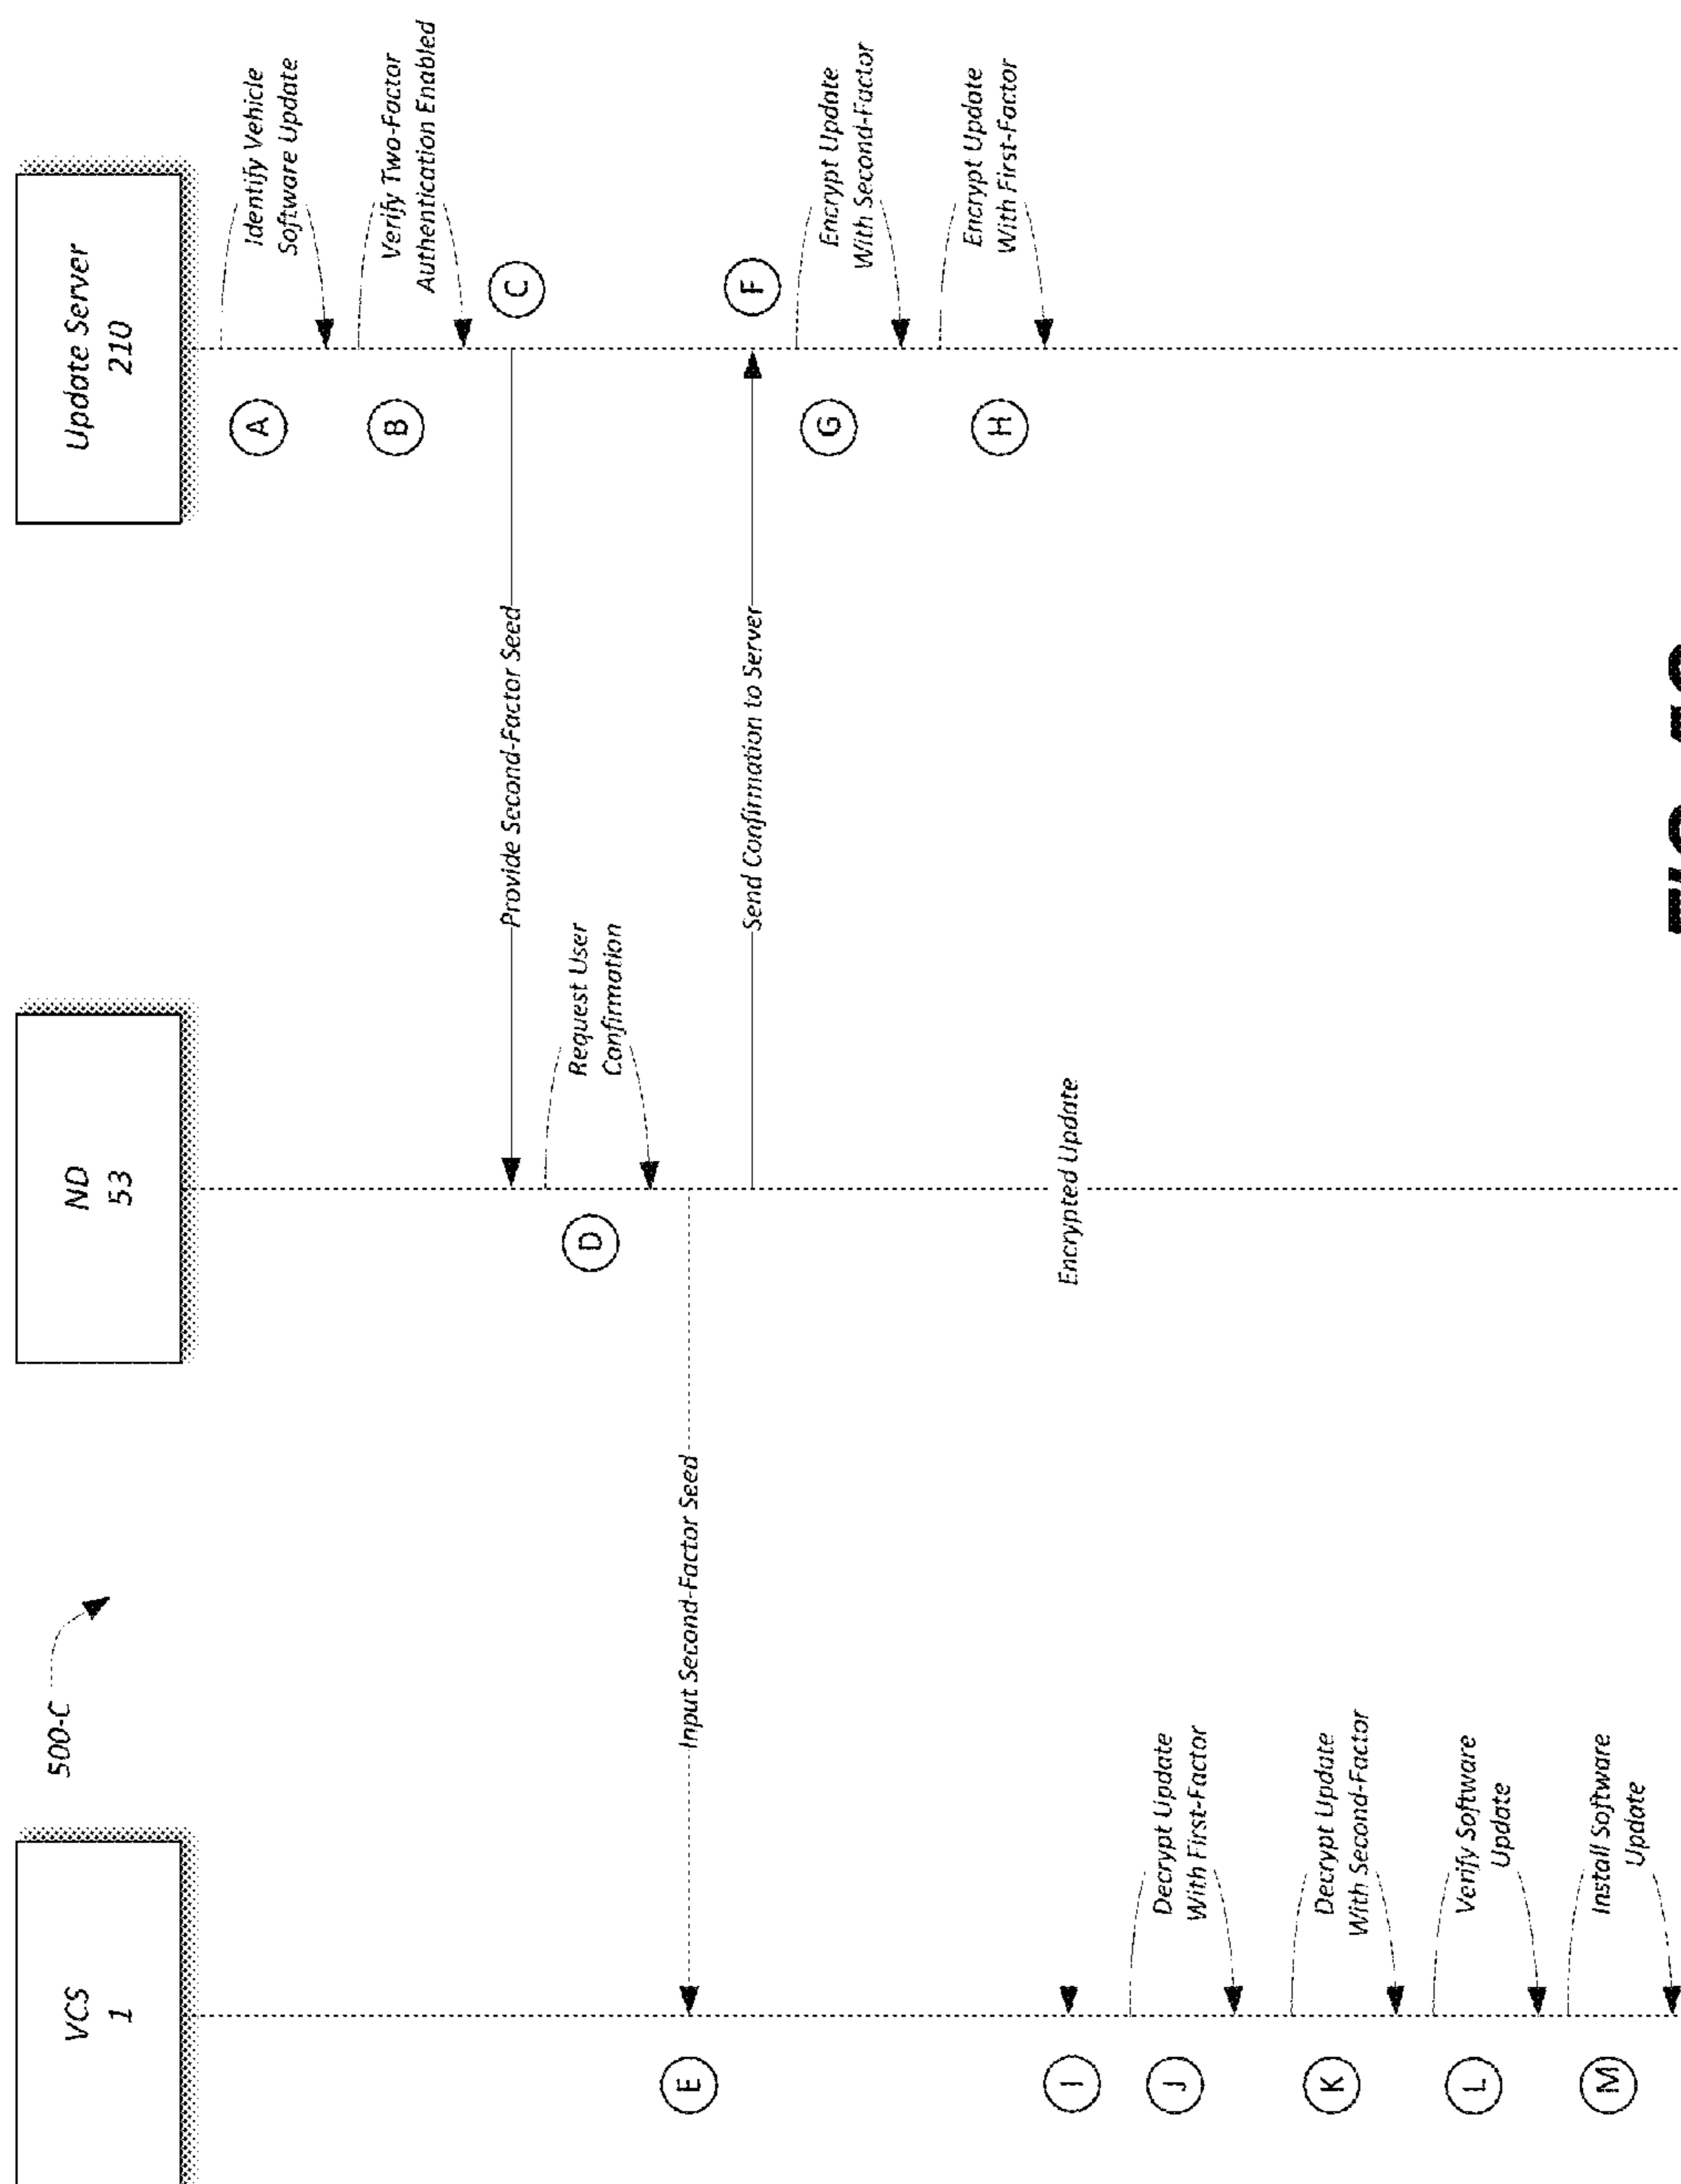 500-C
VCS
1
ND
53
Update Server
210
A
Identify Vehicle
Software Update
B
Verify Two-Factor
Authentication Enabled
C
Provide Second-Factor Seed
D
Request User
Confirmation
E
Input Second-Factor Seed
F
Send Confirmation to Server
G
Encrypt Update
With Second-Factor
H
Encrypt Update
With First-Factor
I
Encrypted Update
J
Decrypt Update
With First-Factor
K
Decrypt Update
With Second-Factor
L
Verify Software
Update
M
Install Software
Update